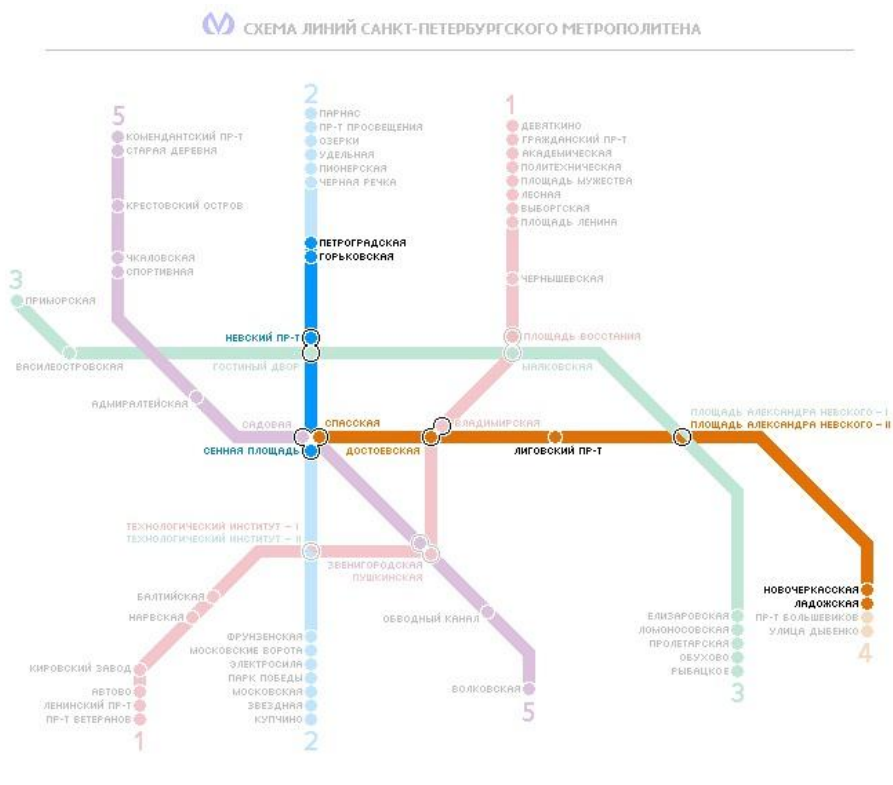 СХЕМА ЛИНИЙ САНКТ-ПЕТЕРБУРГСКОГО МЕТРОПОЛИТЕНА
5
КОМЕНДАНТСКИЙ ПР-Т
СТАРАЯ ДЕРЕВНЯ
КРЕСТОВСКИЙ ОСТРОВ
ЧКАЛОВСКАЯ
СПОРТИВНАЯ
2
ПАРНАС
ПР-Т ПРОСВЕЩЕНИЯ
ОЗЕРКИ
УДЕЛЬНАЯ
ПИОНЕРСКАЯ
ЧЕРНАЯ РЕЧКА
ПЕТРОГРАДСКАЯ
ГОРЬКОВСКАЯ
1
ДЕВЯТКИНО
ГРАЖДАНСКИЙ ПР-Т
АКАДЕМИЧЕСКАЯ
ПОЛИТЕХНИЧЕСКАЯ
ПЛОЩАДЬ МУЖЕСТВА
ЛЕСНАЯ
ВЫБОРГСКАЯ
ПЛОЩАДЬ ЛЕНИНА
ЧЕРНЫШЕВСКАЯ
3
ПРИМОРСКАЯ
ВАСИЛЕОСТРОВСКАЯ
НЕВСКИЙ ПР-Т
ГОСТИНЫЙ ДВОР
ПЛОЩАДЬ ВОССТАНИЯ
МАЯКОВСКАЯ
АДМИРАЛТЕЙСКАЯ
САДОВАЯ
СПАССКАЯ
СЕННАЯ ПЛОЩАДЬ
ВЛАДИМИРСКАЯ
ДОСТОЕВСКАЯ
ЛИГОВСКИЙ ПР-Т
ПЛОЩАДЬ АЛЕКСАНДРА НЕВСКОГО - I
ПЛОЩАДЬ АЛЕКСАНДРА НЕВСКОГО - II
ТЕХНОЛОГИЧЕСКИЙ ИНСТИТУТ - I
ТЕХНОЛОГИЧЕСКИЙ ИНСТИТУТ - II
ЗВЕНИГОРОДСКАЯ
ПУШКИНСКАЯ
БАЛТИЙСКАЯ
НАРВСКАЯ
КИРОВСКИЙ ЗАВОД
АВТОВО
ЛЕНИНСКИЙ ПР-Т
ПР-Т ВЕТЕРАНОВ
1
ФРУНЗЕНСКАЯ
МОСКОВСКИЕ ВОРОТА
ЭЛЕКТРОСИЛА
ПАРК ПОБЕДЫ
МОСКОВСКАЯ
ЗВЕЗДНАЯ
КУПЧИНО
2
ОБВОДНЫЙ КАНАЛ
ВОЛКОВСКАЯ
5
ЕЛИЗАРОВСКАЯ
ЛОМОНОСОВСКАЯ
ПРОЛЕТАРСКАЯ
ОБУХОВО
РЫБАЦКОЕ
3
НОВОЧЕРКАССКАЯ
ЛАДОЖСКАЯ
ПР-Т БОЛЬШЕВИКОВ
УЛИЦА ДЫБЕНКО
4